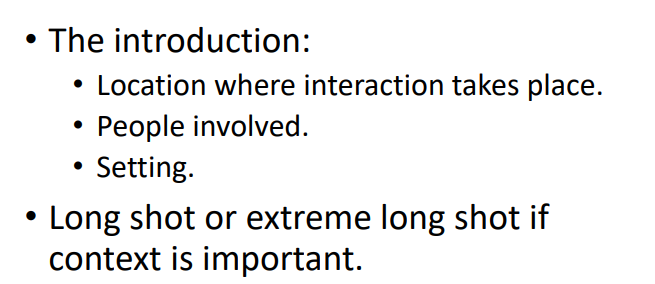 • The introduction:
• Location where interaction takes place.
• People involved.
• Setting.
• Long shot or extreme long shot if
context is important.